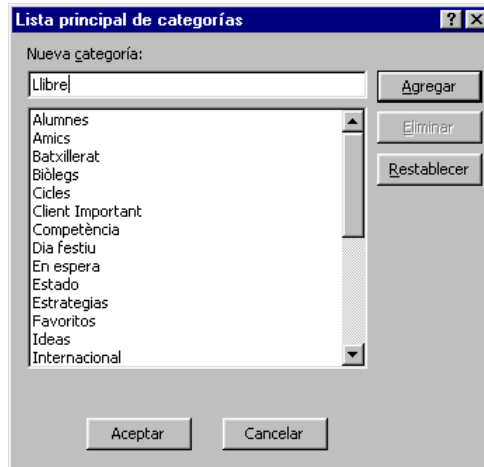 Lista principal de categorías
Nueva categoría:
Llibre
Agregar
Alumnes
Amics
Batxillerat
Biòlegs
Cicles
Client Important
Competència
Dia festiu
En espera
Estado
Estrategias
Favoritos
Ideas
Internacional
Eliminar
Restablecer
Aceptar
Cancelar